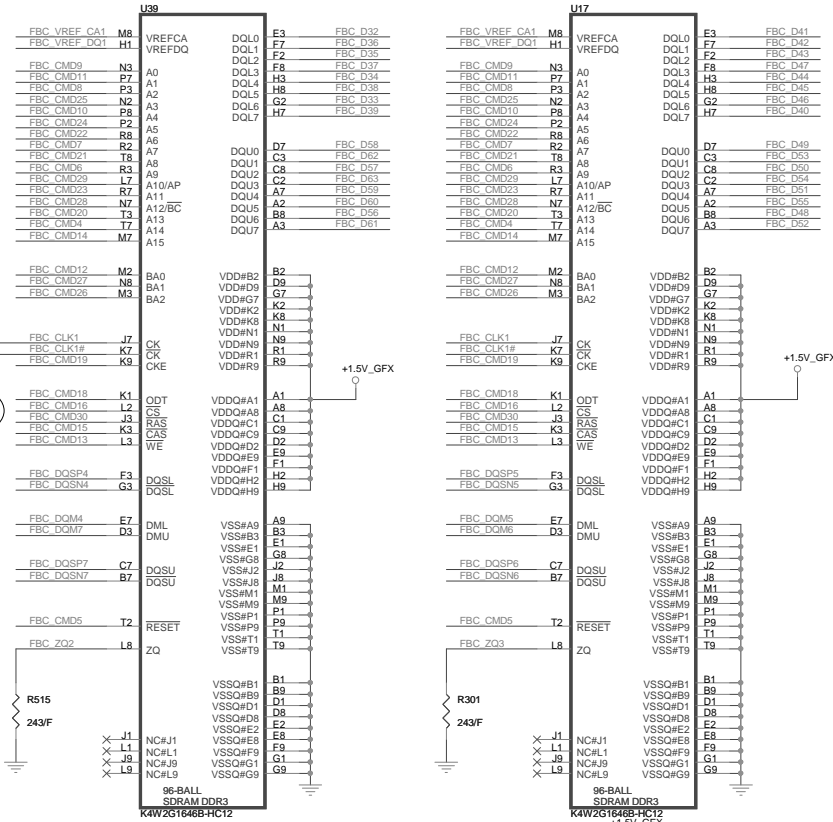 U39
FBC_VREF_CA1 M8 VREFCA
FBC_VREF_DQ1 H1 VREFDQ
FBC_CMD9 N3 A0
FBC_CMD11 P7 A1
FBC_CMD8 P3 A2
FBC_CMD25 N2 A3
FBC_CMD10 P8 A4
FBC_CMD24 P2 A5
FBC_CMD22 R8 A6
FBC_CMD7 R2 A7
FBC_CMD21 T8 A8
FBC_CMD6 R3 A9
FBC_CMD29 L7 A10/AP
FBC_CMD23 R7 A11
FBC_CMD28 N7 A12/BC
FBC_CMD20 T3 A13
FBC_CMD4 T7 A14
FBC_CMD14 M7 A15
FBC_CMD12 M2 BA0
FBC_CMD27 N8 BA1
FBC_CMD26 M3 BA2
FBC_CLK1 J7 CK
FBC_CLK1# K7 CK
FBC_CMD19 K9 CKE
FBC_CMD18 K1 ODT
FBC_CMD16 L2 CS
FBC_CMD30 J3 RAS
FBC_CMD15 K3 CAS
FBC_CMD13 L3 WE
FBC_DQSP4 F3 DQSL
FBC_DQSN4 G3 DQSL
FBC_DQM4 E7 DML
FBC_DQM7 D3 DMU
FBC_DQSP7 C7 DQSU
FBC_DQSN7 B7 DQSU
FBC_CMD5 T2 RESET
FBC_ZQ2 L8 ZQ
R515
243/F
J1 NC#J1
L1 NC#L1
J9 NC#J9
L9 NC#L9
DQL0 E3 FBC_D32
DQL1 F7 FBC_D36
DQL2 F2 FBC_D35
DQL3 F8 FBC_D37
DQL4 H3 FBC_D34
DQL5 H8 FBC_D38
DQL6 G2 FBC_D33
DQL7 H7 FBC_D39
DQU0 D7 FBC_D58
DQU1 C3 FBC_D62
DQU2 C8 FBC_D57
DQU3 C2 FBC_D63
DQU4 A7 FBC_D59
DQU5 A2 FBC_D60
DQU6 B8 FBC_D56
DQU7 A3 FBC_D61
VDD#B2 B2
VDD#D9 D9
VDD#G7 G7
VDD#K2 K2
VDD#K8 K8
VDD#N1 N1
VDD#N9 N9
VDD#R1 R1
VDD#R9 R9
+1.5V_GFX
VDDQ#A1 A1
VDDQ#A8 A8
VDDQ#C1 C1
VDDQ#C9 C9
VDDQ#D2 D2
VDDQ#E9 E9
VDDQ#F1 F1
VDDQ#H2 H2
VDDQ#H9 H9
VSS#A9 A9
VSS#B3 B3
VSS#E1 E1
VSS#G8 G8
VSS#J2 J2
VSS#J8 J8
VSS#M1 M1
VSS#M9 M9
VSS#P1 P1
VSS#P9 P9
VSS#T1 T1
VSS#T9 T9
VSSQ#B1 B1
VSSQ#B9 B9
VSSQ#D1 D1
VSSQ#D8 D8
VSSQ#E2 E2
VSSQ#E8 E8
VSSQ#F9 F9
VSSQ#G1 G1
VSSQ#G9 G9
96-BALL
SDRAM DDR3
K4W2G1646B-HC12
U17
FBC_VREF_CA1 M8 VREFCA
FBC_VREF_DQ1 H1 VREFDQ
FBC_CMD9 N3 A0
FBC_CMD11 P7 A1
FBC_CMD8 P3 A2
FBC_CMD25 N2 A3
FBC_CMD10 P8 A4
FBC_CMD24 P2 A5
FBC_CMD22 R8 A6
FBC_CMD7 R2 A7
FBC_CMD21 T8 A8
FBC_CMD6 R3 A9
FBC_CMD29 L7 A10/AP
FBC_CMD23 R7 A11
FBC_CMD28 N7 A12/BC
FBC_CMD20 T3 A13
FBC_CMD4 T7 A14
FBC_CMD14 M7 A15
FBC_CMD12 M2 BA0
FBC_CMD27 N8 BA1
FBC_CMD26 M3 BA2
FBC_CLK1 J7 CK
FBC_CLK1# K7 CK
FBC_CMD19 K9 CKE
FBC_CMD18 K1 ODT
FBC_CMD16 L2 CS
FBC_CMD30 J3 RAS
FBC_CMD15 K3 CAS
FBC_CMD13 L3 WE
FBC_DQSP5 F3 DQSL
FBC_DQSN5 G3 DQSL
FBC_DQM5 E7 DML
FBC_DQM6 D3 DMU
FBC_DQSP6 C7 DQSU
FBC_DQSN6 B7 DQSU
FBC_CMD5 T2 RESET
FBC_ZQ3 L8 ZQ
R301
243/F
J1 NC#J1
L1 NC#L1
J9 NC#J9
L9 NC#L9
DQL0 E3 FBC_D41
DQL1 F7 FBC_D42
DQL2 F2 FBC_D43
DQL3 F8 FBC_D47
DQL4 H3 FBC_D44
DQL5 H8 FBC_D45
DQL6 G2 FBC_D46
DQL7 H7 FBC_D40
DQU0 D7 FBC_D49
DQU1 C3 FBC_D53
DQU2 C8 FBC_D50
DQU3 C2 FBC_D54
DQU4 A7 FBC_D51
DQU5 A2 FBC_D55
DQU6 B8 FBC_D48
DQU7 A3 FBC_D52
VDD#B2 B2
VDD#D9 D9
VDD#G7 G7
VDD#K2 K2
VDD#K8 K8
VDD#N1 N1
VDD#N9 N9
VDD#R1 R1
VDD#R9 R9
+1.5V_GFX
VDDQ#A1 A1
VDDQ#A8 A8
VDDQ#C1 C1
VDDQ#C9 C9
VDDQ#D2 D2
VDDQ#E9 E9
VDDQ#F1 F1
VDDQ#H2 H2
VDDQ#H9 H9
VSS#A9 A9
VSS#B3 B3
VSS#E1 E1
VSS#G8 G8
VSS#J2 J2
VSS#J8 J8
VSS#M1 M1
VSS#M9 M9
VSS#P1 P1
VSS#P9 P9
VSS#T1 T1
VSS#T9 T9
VSSQ#B1 B1
VSSQ#B9 B9
VSSQ#D1 D1
VSSQ#D8 D8
VSSQ#E2 E2
VSSQ#E8 E8
VSSQ#F9 F9
VSSQ#G1 G1
VSSQ#G9 G9
96-BALL
SDRAM DDR3
K4W2G1646B-HC12
+1.5V_GFX